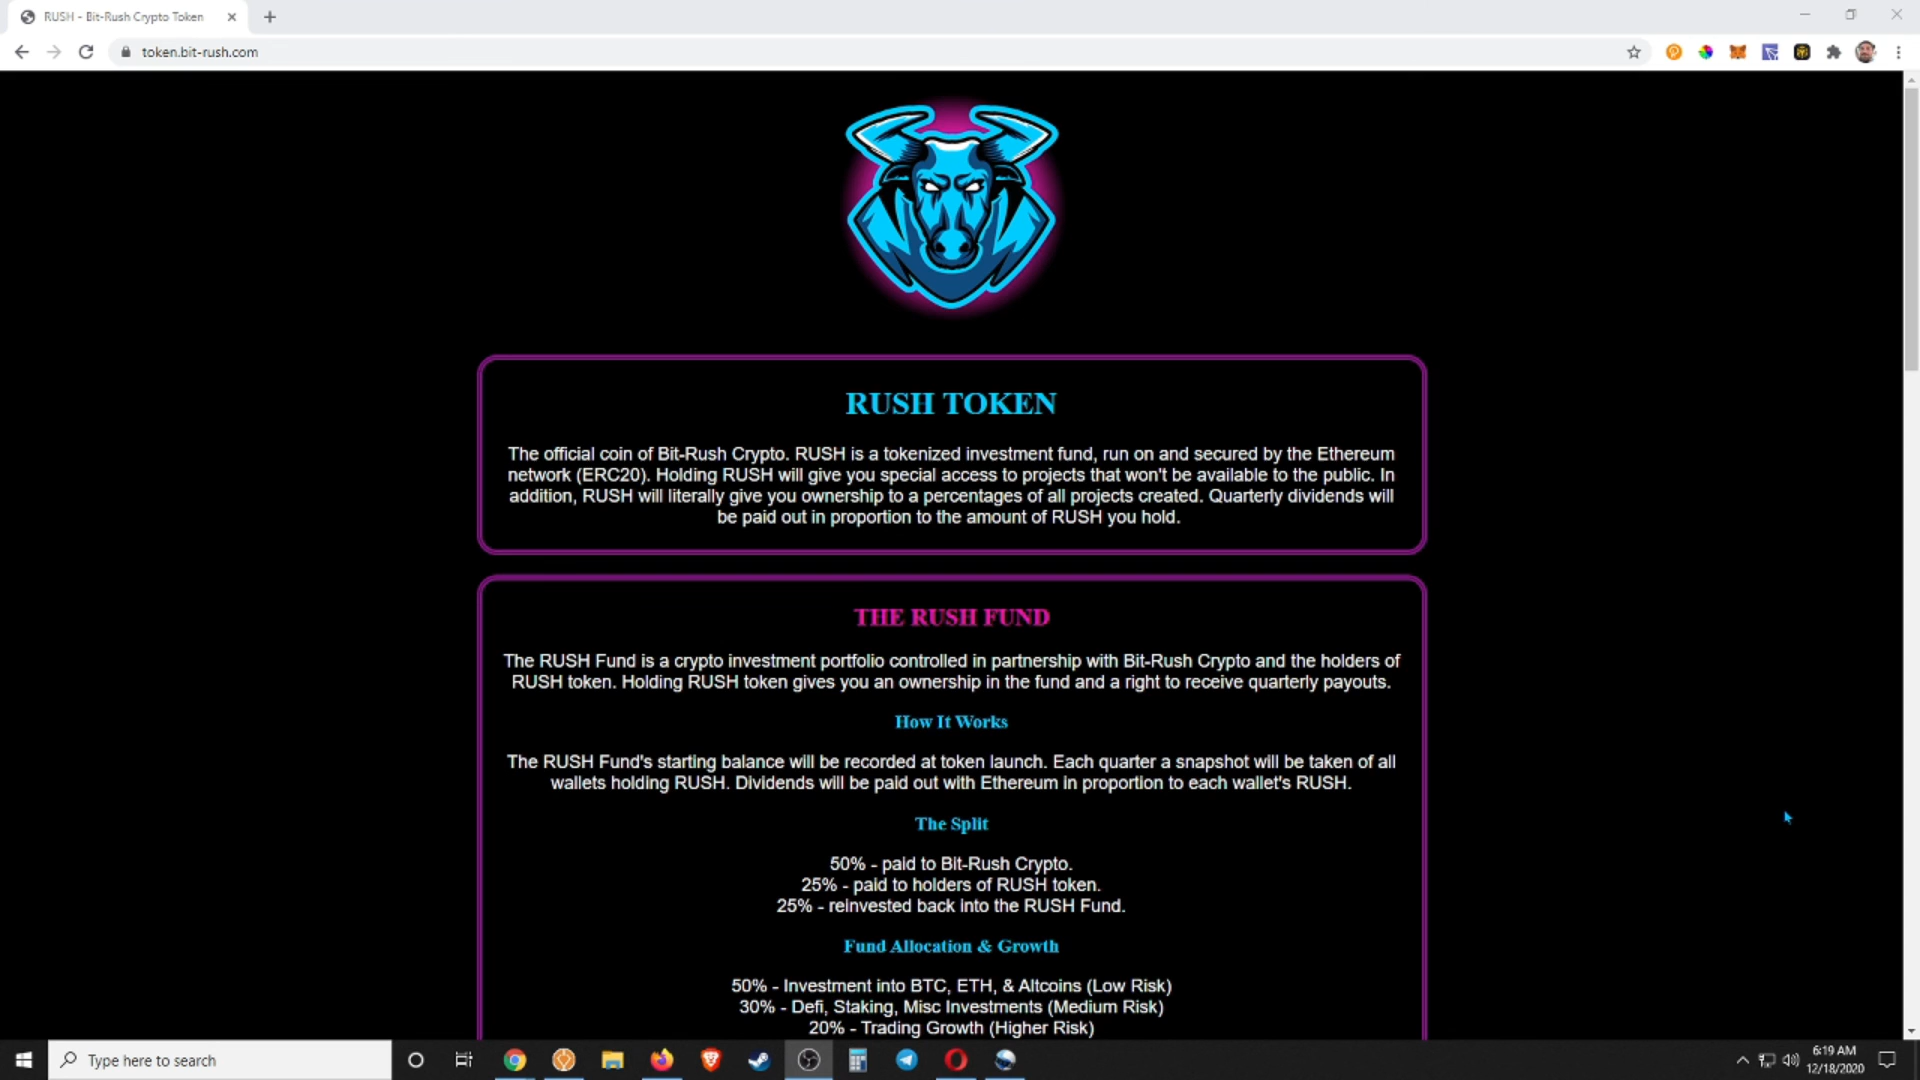 RUSH - Bit-Rush Crypto Token
token.bit-rush.com
RUSH TOKEN
The official coin of Bit-Rush Crypto. RUSH is a tokenized investment fund, run on and secured by the Ethereum
network (ERC20). Holding RUSH will give you special access to projects that won't be available to the public. In
addition, RUSH will literally give you ownership to a percentages of all projects created. Quarterly dividends will
be paid out in proportion to the amount of RUSH you hold.
THE RUSH FUND
The RUSH Fund is a crypto investment portfolio controlled in partnership with Bit-Rush Crypto and the holders of
RUSH token. Holding RUSH token gives you an ownership in the fund and a right to receive quarterly payouts.
How It Works
The RUSH Fund's starting balance will be recorded at token launch. Each quarter a snapshot will be taken of all
wallets holding RUSH. Dividends will be paid out with Ethereum in proportion to each wallet's RUSH.
The Split
50% - paid to Bit-Rush Crypto.
25% - paid to holders of RUSH token.
25% - reinvested back into the RUSH Fund.
Fund Allocation & Growth
50% - Investment into BTC, ETH, & Altcoins (Low Risk)
30% - Defi, Staking, Misc Investments (Medium Risk)
20% - Trading Growth (Higher Risk)
Type here to search
6:19 AM
12/18/2020